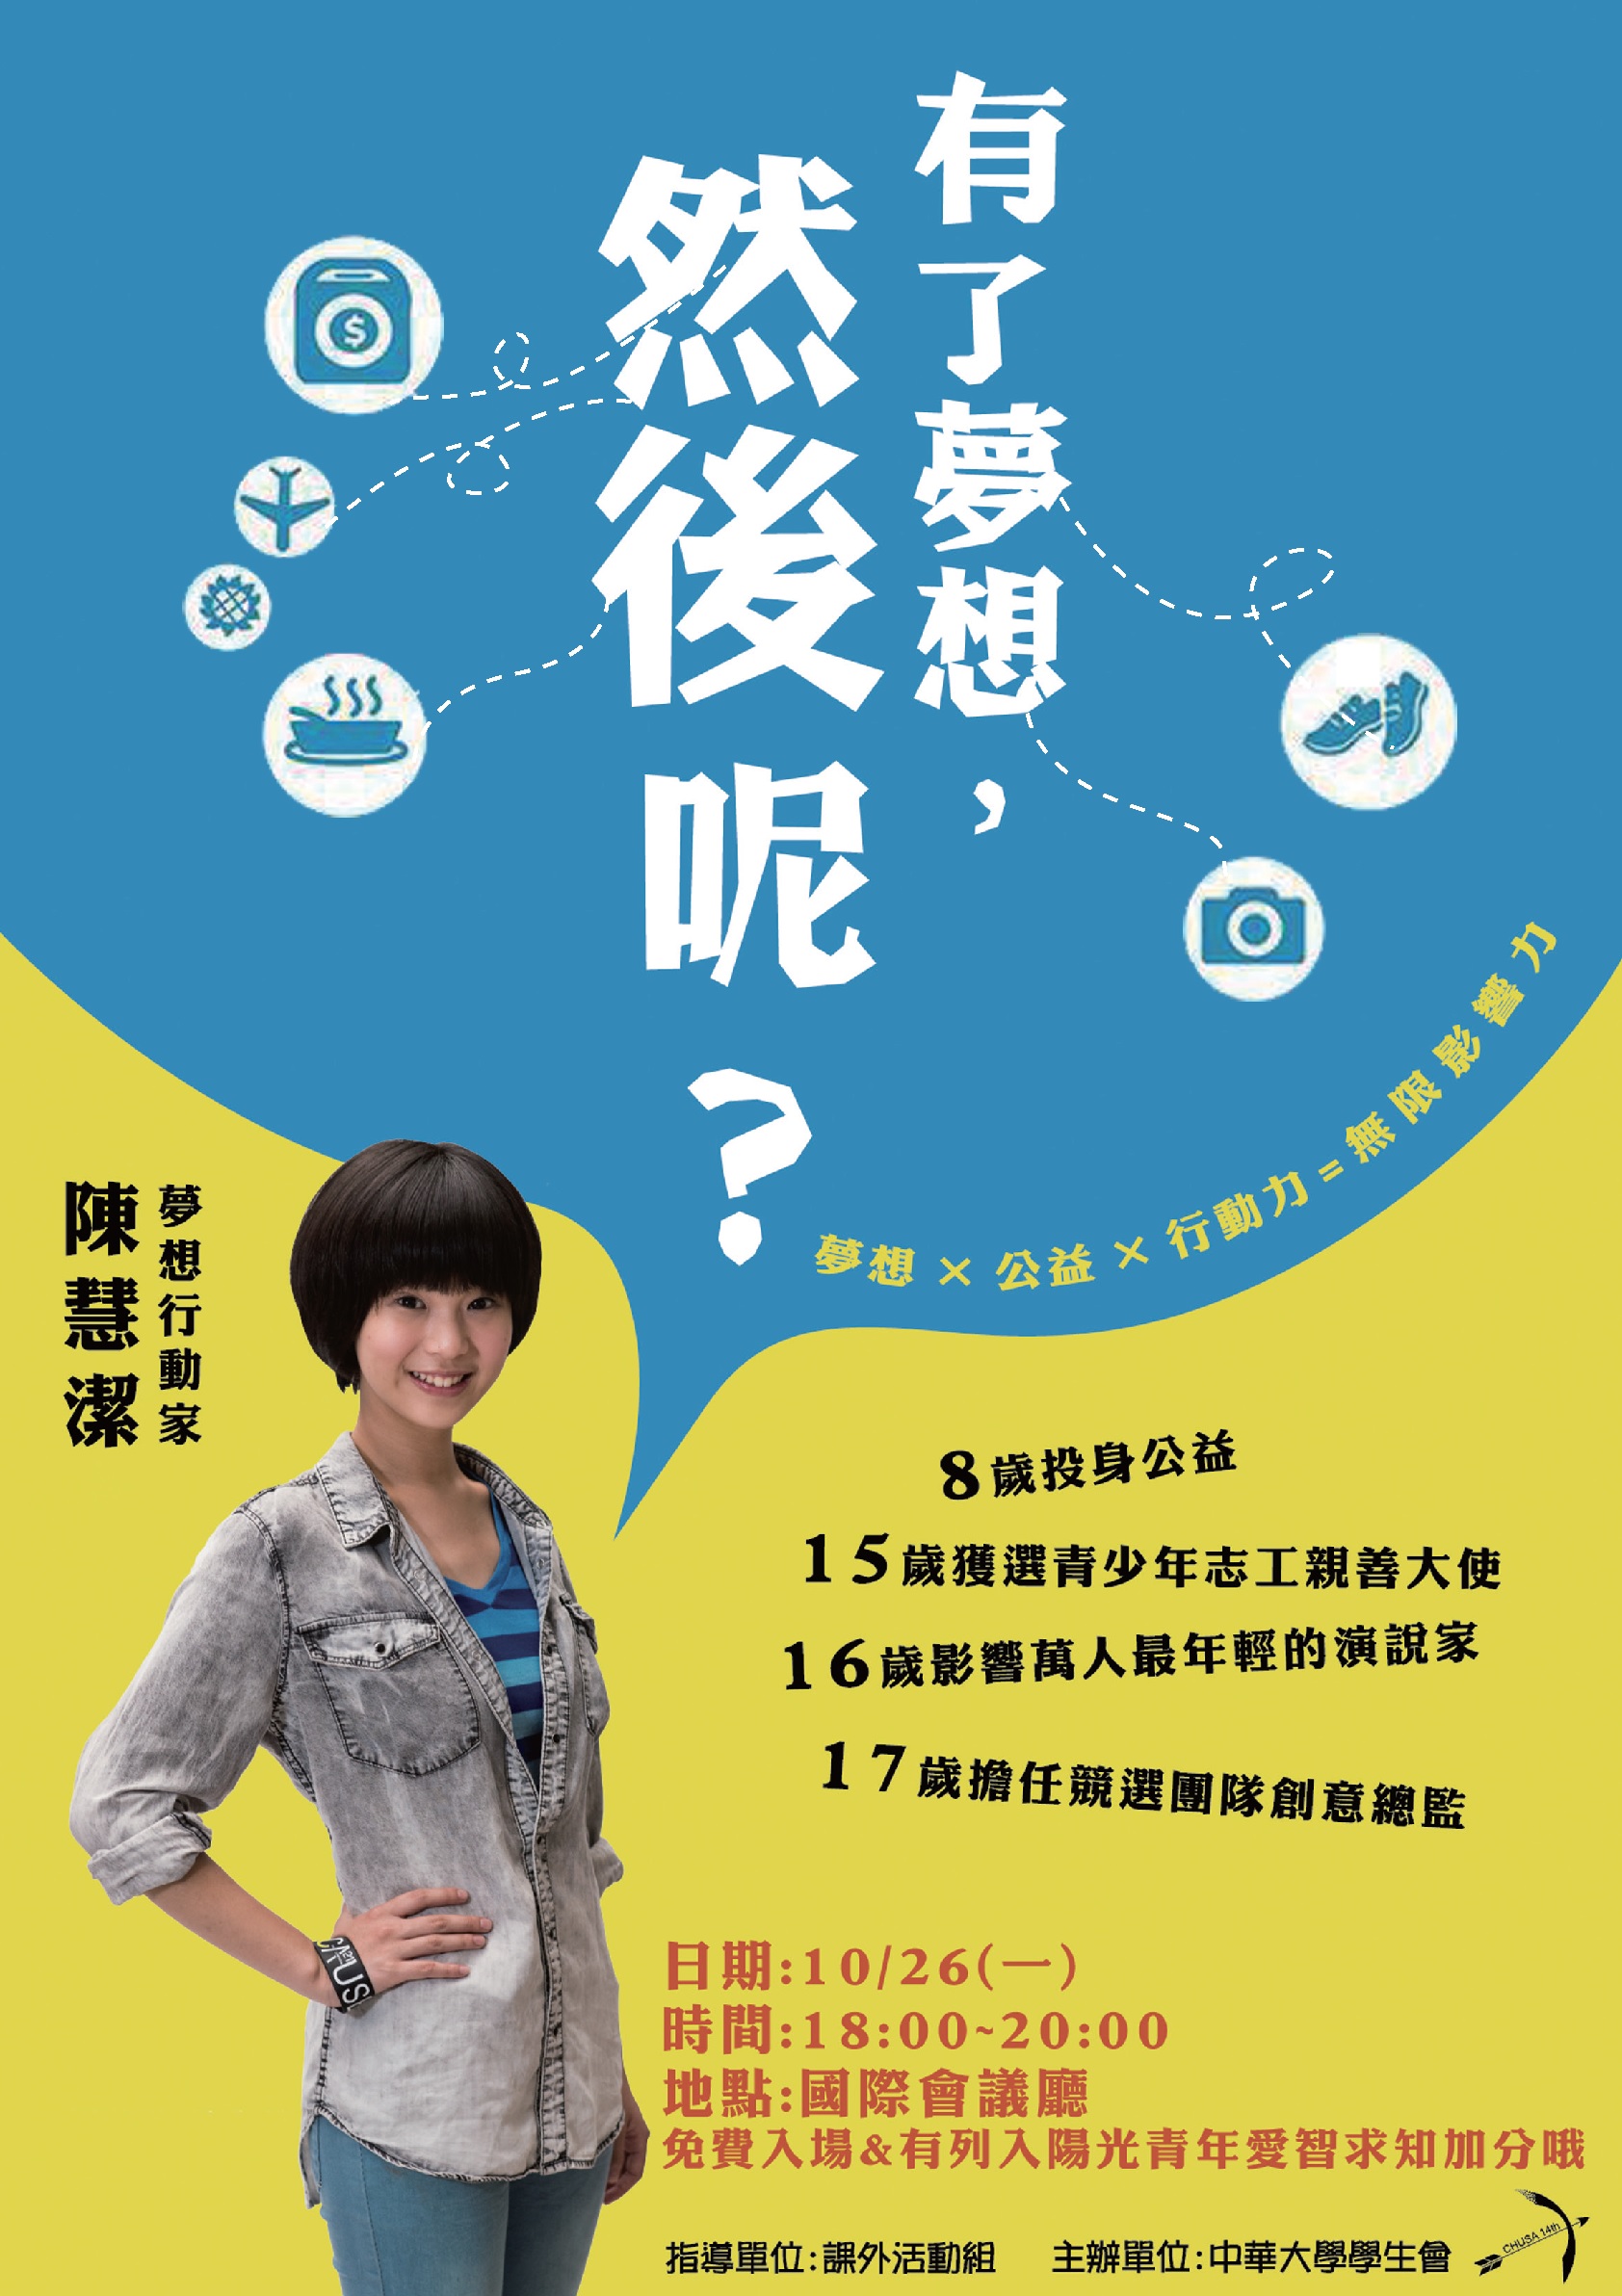 有了夢想，
然後呢？
$
夢想×公益×行動力=無限影響力
夢想行動家
陳慧潔
8歲投身公益
15歲獲選青少年志工親善大使
16歲影響萬人最年輕的演說家
17歲擔任競選團隊創意總監
日期:10/26(一)
時間:18:00~20:00
地點:國際會議廳
免費入場&有列入陽光青年愛智求知加分哦
指導單位:課外活動組
主辦單位:中華大學學生會
CHUSA 14th